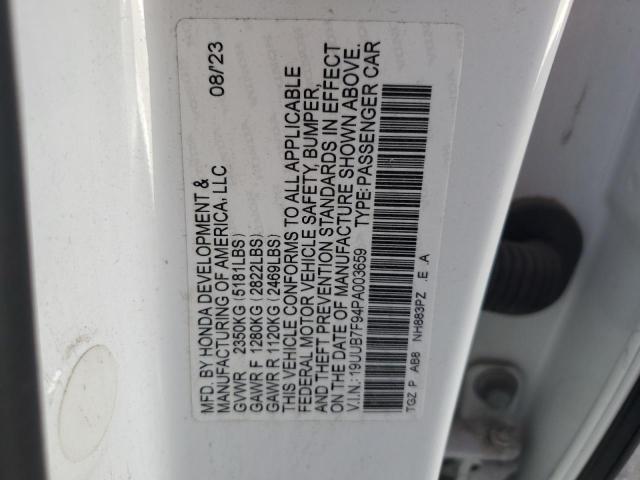 MFD. BY HONDA DEVELOPMENT & 08/'23
MANUFACTURING OF AMERICA, LLC
GVWR 2350KG (5181LBS)
GAWR F 1280KG (2822LBS)
GAWR R 1120KG (2469LBS)
THIS VEHICLE CONFORMS TO ALL APPLICABLE
FEDERAL MOTOR VEHICLE SAFETY, BUMPER,
AND THEFT PREVENTION STANDARDS IN EFFECT
ON THE DATE OF MANUFACTURE SHOWN ABOVE.
V.I.N.: 19UUB7F94PA003659 TYPE: PASSENGER CAR
TGZ P AB8 NH883PZ .E .A